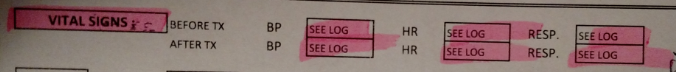 VITAL SIGNS BEFORE TX BP SEE LOG HR SEE LOG RESP. SEE LOG
AFTER TX BP SEE LOG HR SEE LOG RESP. SEE LOG